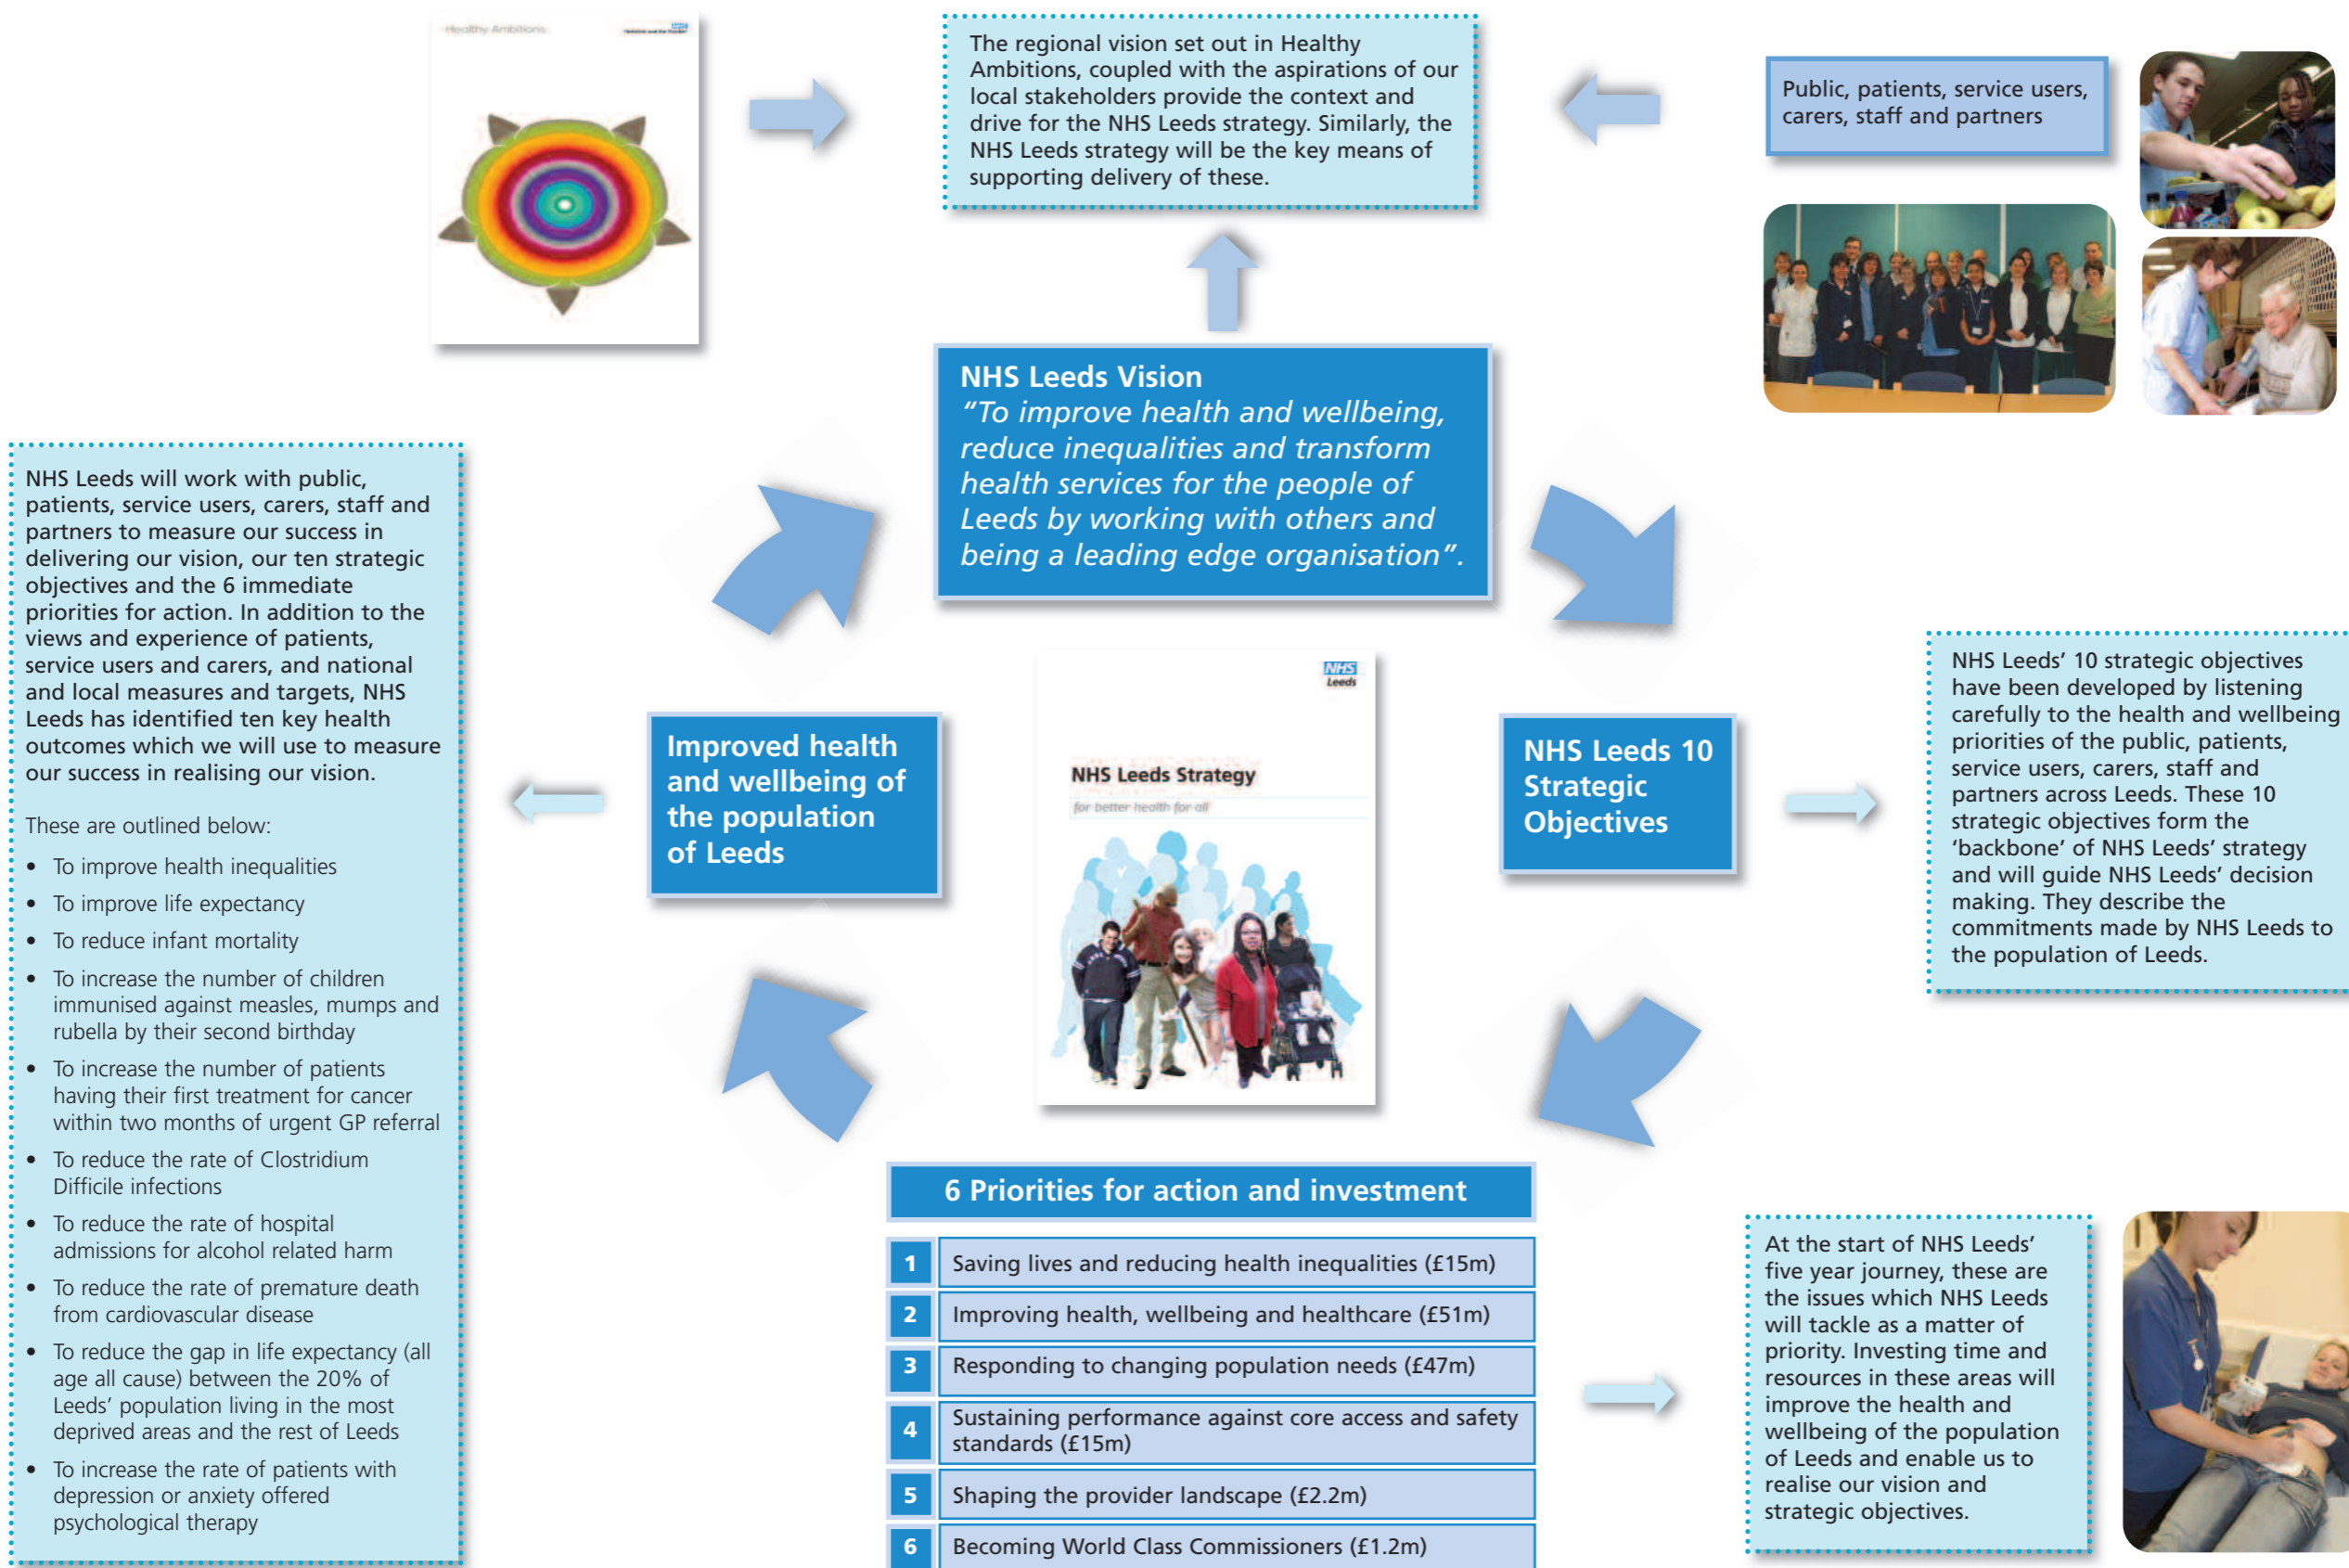 Healthy Ambitions
NHS
The regional vision set out in Healthy
Ambitions, coupled with the aspirations of our
local stakeholders provide the context and
drive for the NHS Leeds strategy. Similarly, the
NHS Leeds strategy will be the key means of
supporting delivery of these.
Public, patients, service users,
carers, staff and partners
NHS Leeds Vision
“To improve health and wellbeing,
reduce inequalities and transform
health services for the people of
Leeds by working with others and
being a leading edge organisation”.
NHS Leeds will work with public,
patients, service users, carers, staff and
partners to measure our success in
delivering our vision, our ten strategic
objectives and the 6 immediate
priorities for action. In addition to the
views and experience of patients,
service users and carers, and national
and local measures and targets, NHS
Leeds has identified ten key health
outcomes which we will use to measure
our success in realising our vision.
These are outlined below:
• To improve health inequalities
• To improve life expectancy
• To reduce infant mortality
• To increase the number of children
immunised against measles, mumps and
rubella by their second birthday
• To increase the number of patients
having their first treatment for cancer
within two months of urgent GP referral
• To reduce the rate of Clostridium
Difficile infections
• To reduce the rate of hospital
admissions for alcohol related harm
• To reduce the rate of premature death
from cardiovascular disease
• To reduce the gap in life expectancy (all
age all cause) between the 20% of
Leeds’ population living in the most
deprived areas and the rest of Leeds
• To increase the rate of patients with
depression or anxiety offered
psychological therapy
Improved health
and wellbeing of
the population
of Leeds
NHS
Leeds
NHS Leeds Strategy
for better health for all
NHS Leeds 10
Strategic
Objectives
NHS Leeds’ 10 strategic objectives
have been developed by listening
carefully to the health and wellbeing
priorities of the public, patients,
service users, carers, staff and
partners across Leeds. These 10
strategic objectives form the
‘backbone’ of NHS Leeds’ strategy
and will guide NHS Leeds’ decision
making. They describe the
commitments made by NHS Leeds to
the population of Leeds.
6 Priorities for action and investment
1 Saving lives and reducing health inequalities (£15m)
2 Improving health, wellbeing and healthcare (£51m)
3 Responding to changing population needs (£47m)
4 Sustaining performance against core access and safety
standards (£15m)
5 Shaping the provider landscape (£2.2m)
6 Becoming World Class Commissioners (£1.2m)
At the start of NHS Leeds’
five year journey, these are
the issues which NHS Leeds
will tackle as a matter of
priority. Investing time and
resources in these areas will
improve the health and
wellbeing of the population
of Leeds and enable us to
realise our vision and
strategic objectives.